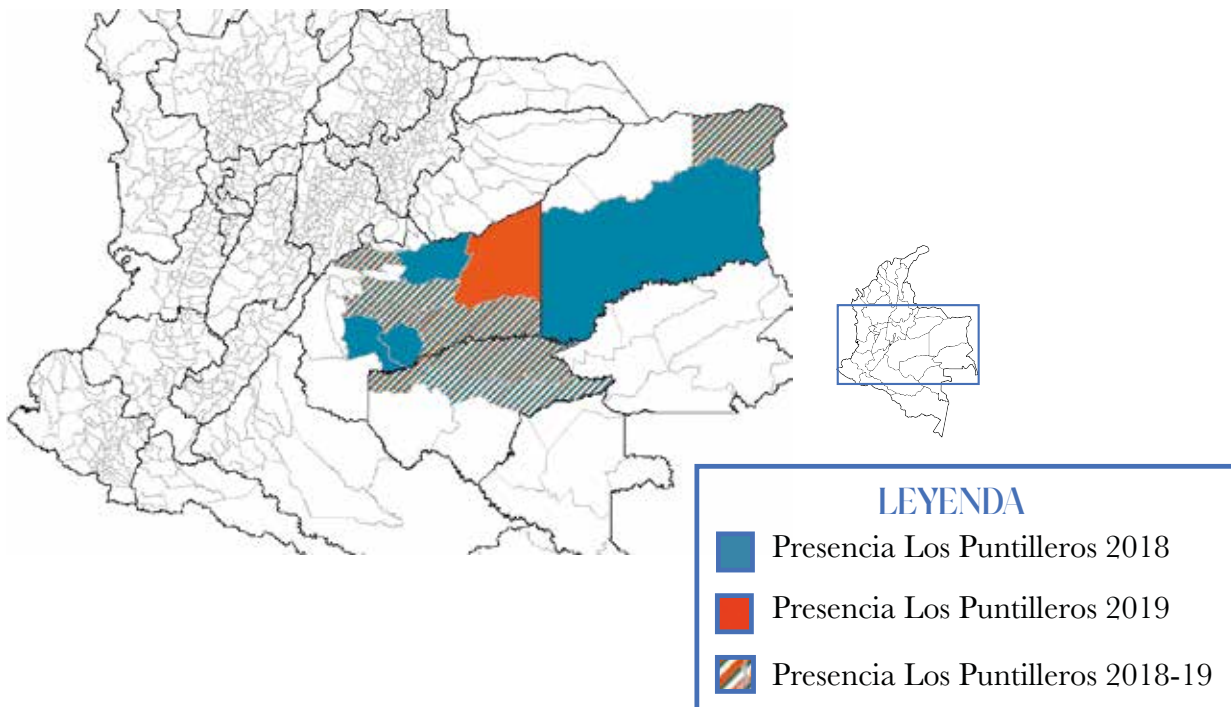 LEYENDA
Presencia Los Puntilleros 2018
Presencia Los Puntilleros 2019
Presencia Los Puntilleros 2018-19